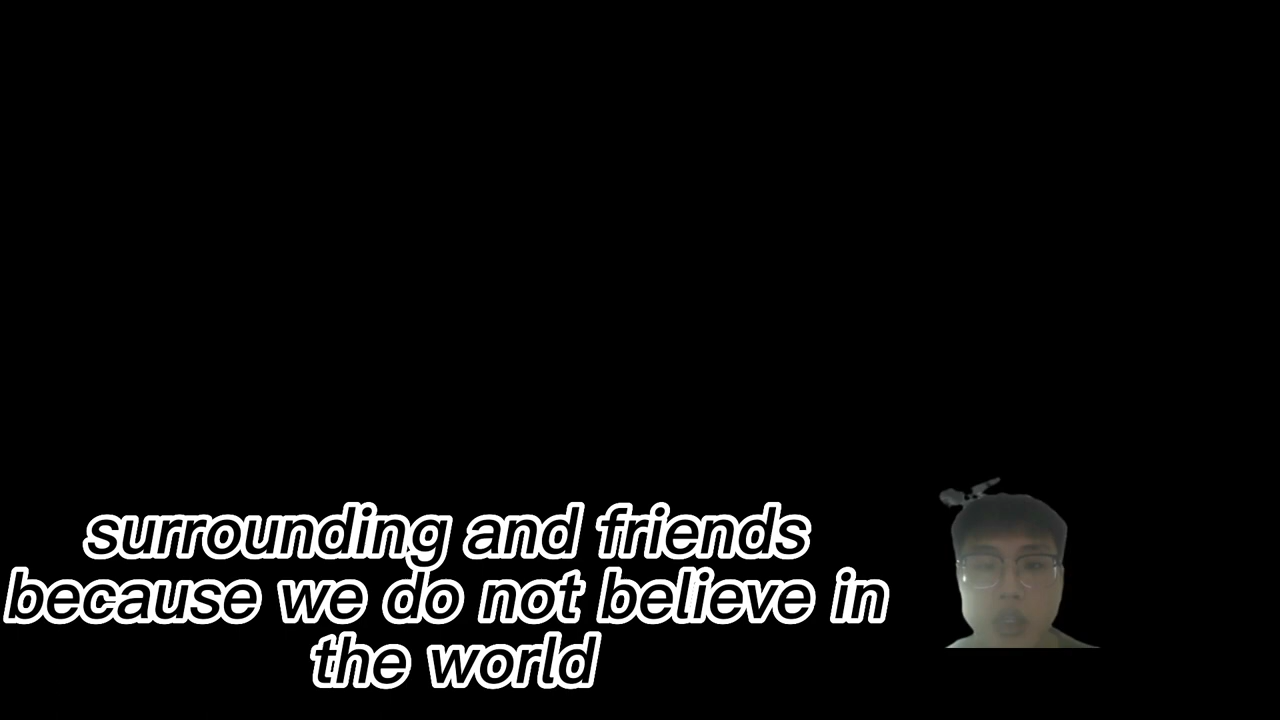 surrounding and friends
because we do not believe in
the world